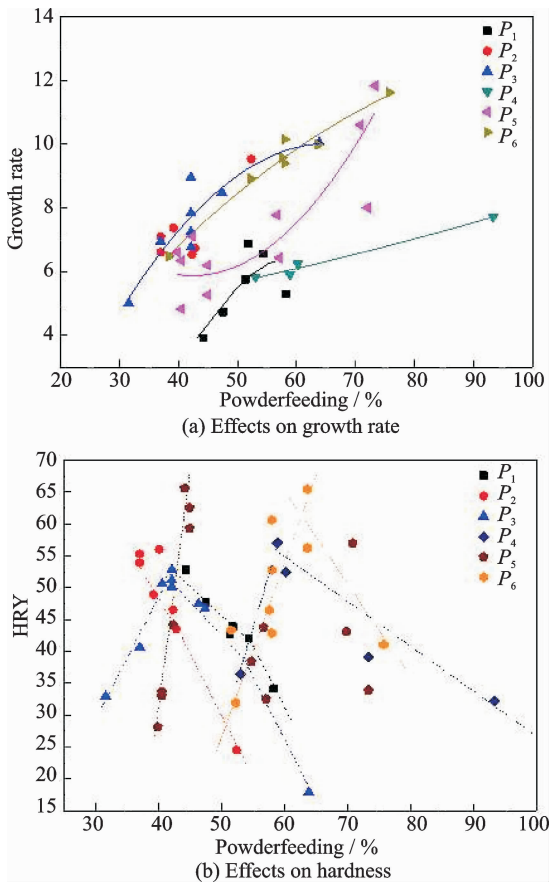 14
12
10
8
6
4
Growth rate
P1
P2
P3
P4
P5
P6
20 30 40 50 60 70 80 90 100
Powderfeeding / %
(a) Effects on growth rate
70
65
60
55
50
45
40
35
30
25
20
15
HRY
P1
P2
P3
P4
P5
P6
30 40 50 60 70 80 90 100
Powderfeeding / %
(b) Effects on hardness